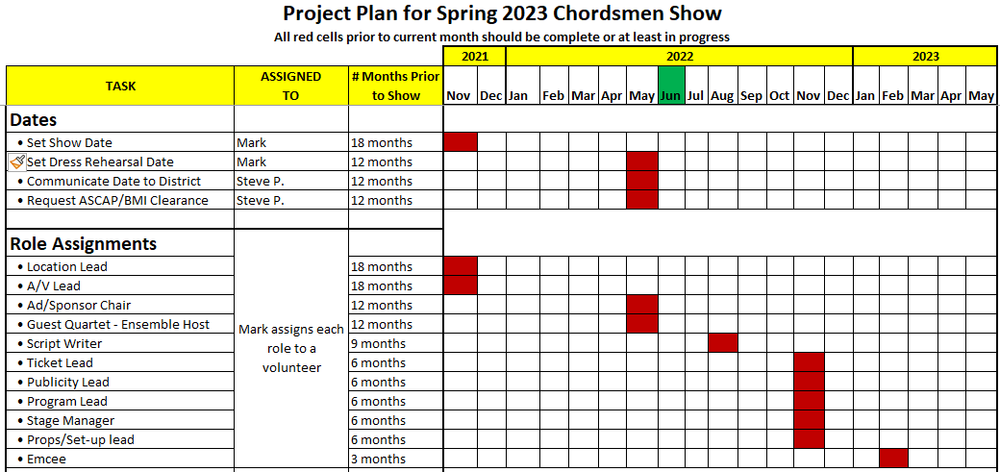 Project Plan for Spring 2023 Chordsmen Show
All red cells prior to current month should be complete or at least in progress
2021 2022 2023
TASK ASSIGNED TO # Months Prior to Show Nov Dec Jan Feb Mar Apr May Jun Jul Aug Sep Oct Nov Dec Jan Feb Mar Apr May
Dates
• Set Show Date Mark 18 months
Set Dress Rehearsal Date Mark 12 months
• Communicate Date to District Steve P. 12 months
• Request ASCAP/BMI Clearance Steve P. 12 months
Role Assignments
• Location Lead 18 months
• A/V Lead 18 months
• Ad/Sponsor Chair 12 months
• Guest Quartet - Ensemble Host 12 months
Mark assigns each
role to a
volunteer
• Script Writer 9 months
• Ticket Lead 6 months
• Publicity Lead 6 months
• Program Lead 6 months
• Stage Manager 6 months
• Props/Set-up lead 6 months
• Emcee 3 months